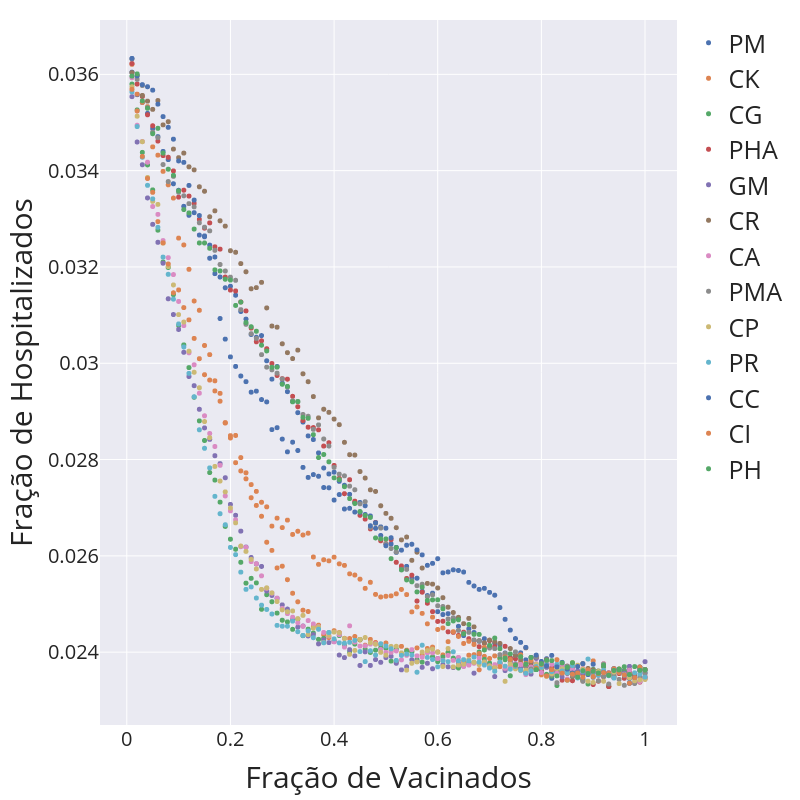 0.036
0.034
0.032
0.03
0.028
0.026
0.024
0
0.2
0.4
0.6
0.8
1
Fração de Vacinados
Fração de Hospitalizados
PM
CK
CG
PHA
GM
CR
CA
PMA
CP
PR
CC
CI
PH